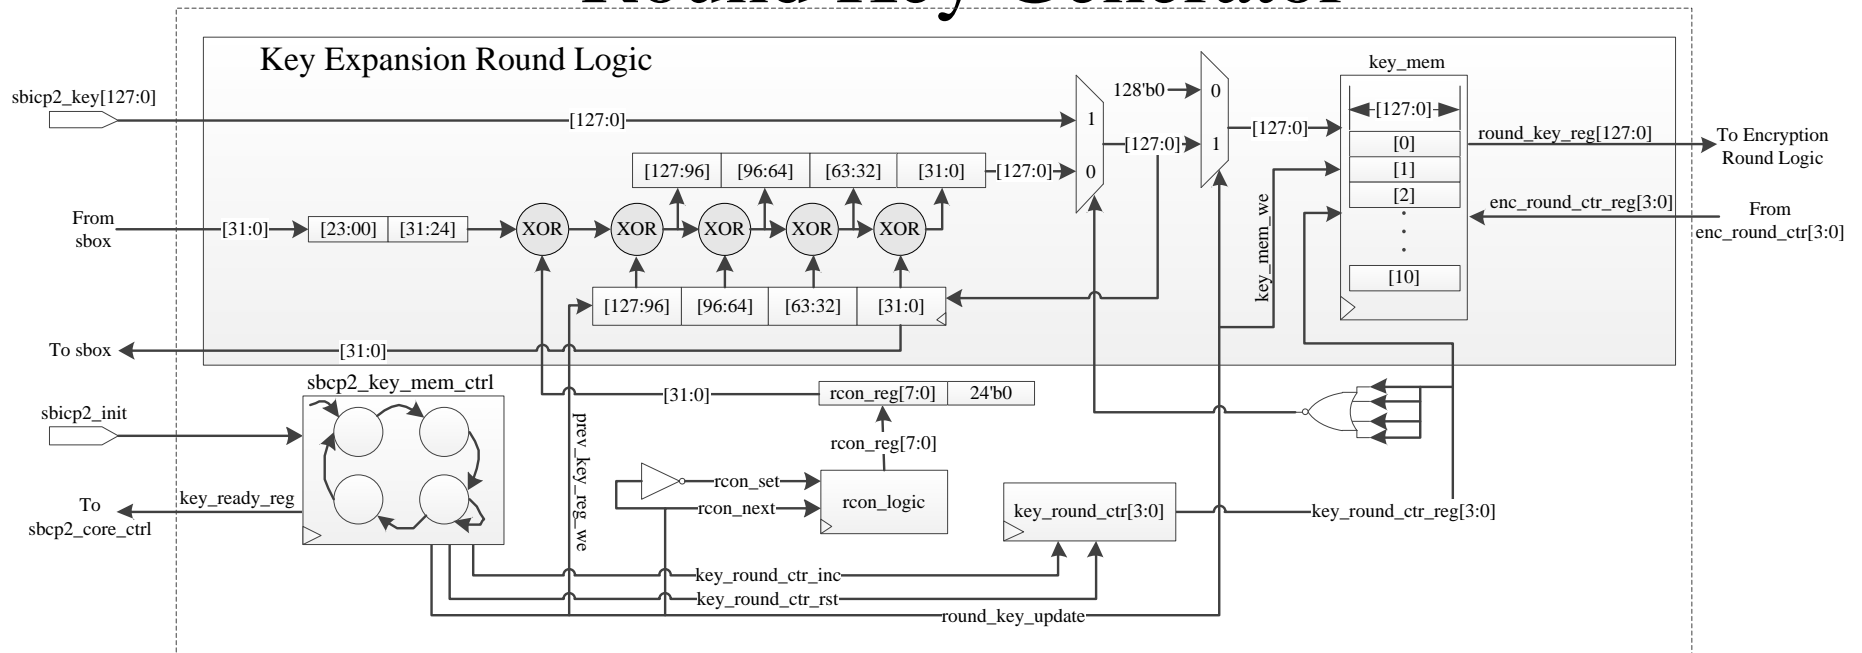 Round Key Generator
Key Expansion Round Logic
key_mem
sbicp2_key[127:0]
128'b0
0
[127:0]
[127:0]
1
[127:0]
[127:0]
1
round_key_reg[127:0]
To Encryption
Round Logic
[0]
[127:96]
[96:64]
[63:32]
[31:0]
[127:0]
0
[1]
[2]
enc_round_ctr_reg[3:0]
From
enc_round_ctr[3:0]
From
sbox
[31:0]
[23:00]
[31:24]
XOR
XOR
XOR
XOR
XOR
key_mem_we
[10]
[127:96]
[96:64]
[63:32]
[31:0]
To sbox
[31:0]
sbcp2_key_mem_ctrl
[31:0]
rcon_reg[7:0]
24'b0
sbicp2_init
prev_key_reg_we
rcon_reg[7:0]
rcon_set
rcon_next
rcon_logic
key_ready_reg
To
sbcp2_core_ctrl
key_round_ctr[3:0]
key_round_ctr_reg[3:0]
key_round_ctr_inc
key_round_ctr_rst
round_key_update